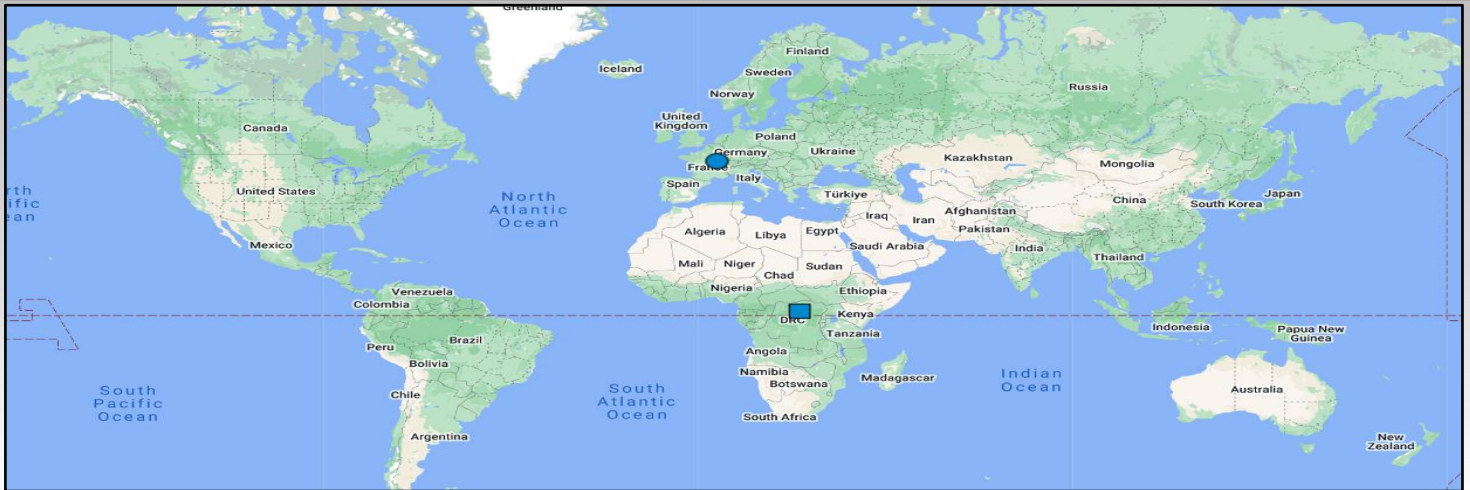 Greenland
Iceland
Finland
Sweden
Norway
Russia
United
Kingdom
Canada
Poland
Germany
Ukraine
France
Kazakhstan
Mongolia
Italy
Spain
United States
Türkiye
Japan
China
South Korea
rth
ific
ean
North
Atlantic
Ocean
Iraq
Iran
Afghanistan
Pakistan
Algeria
Libya
Egypt
Saudi Arabia
India
Mexico
Thailand
Mali
Niger
Chad
Sudan
Nigeria
Ethiopia
Venezuela
Colombia
Kenya
DRC
Tanzania
Indonesia
Papua New
Guinea
Peru
Brazil
Angola
Bolivia
Namibia
Botswana
Madagascar
Indian
Ocean
South
Pacific
Ocean
Chile
South
Atlantic
Ocean
Australia
South Africa
Argentina
New
Zealand